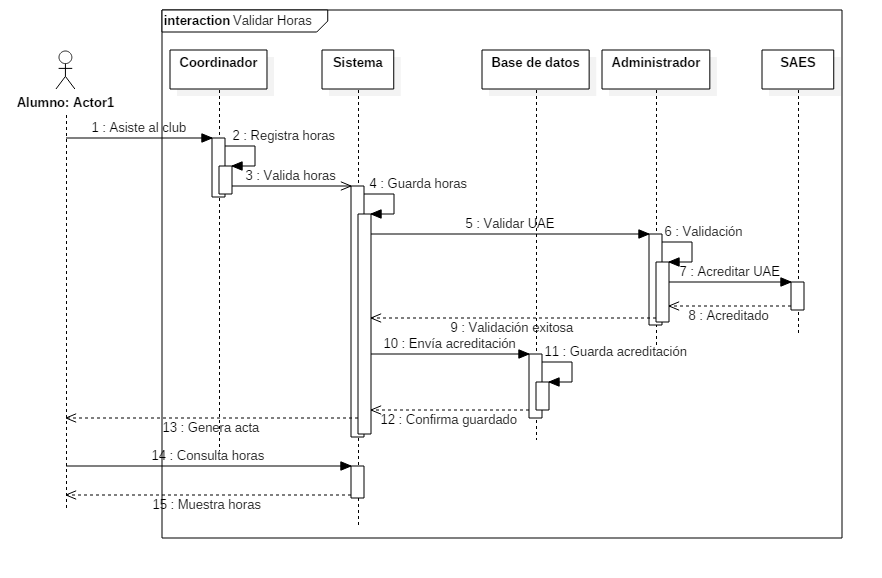 interaction Validar Horas
Coordinador
Sistema
Base de datos
Administrador
SAES
Alumno: Actor1
1 : Asiste al club
2 : Registra horas
3 : Valida horas
4 : Guarda horas
5 : Validar UAE
6 : Validación
7 : Acreditar UAE
8 : Acreditado
9 : Validación exitosa
10 : Envía acreditación
11 : Guarda acreditación
12 : Confirma guardado
13 : Genera acta
14 : Consulta horas
15 : Muestra horas